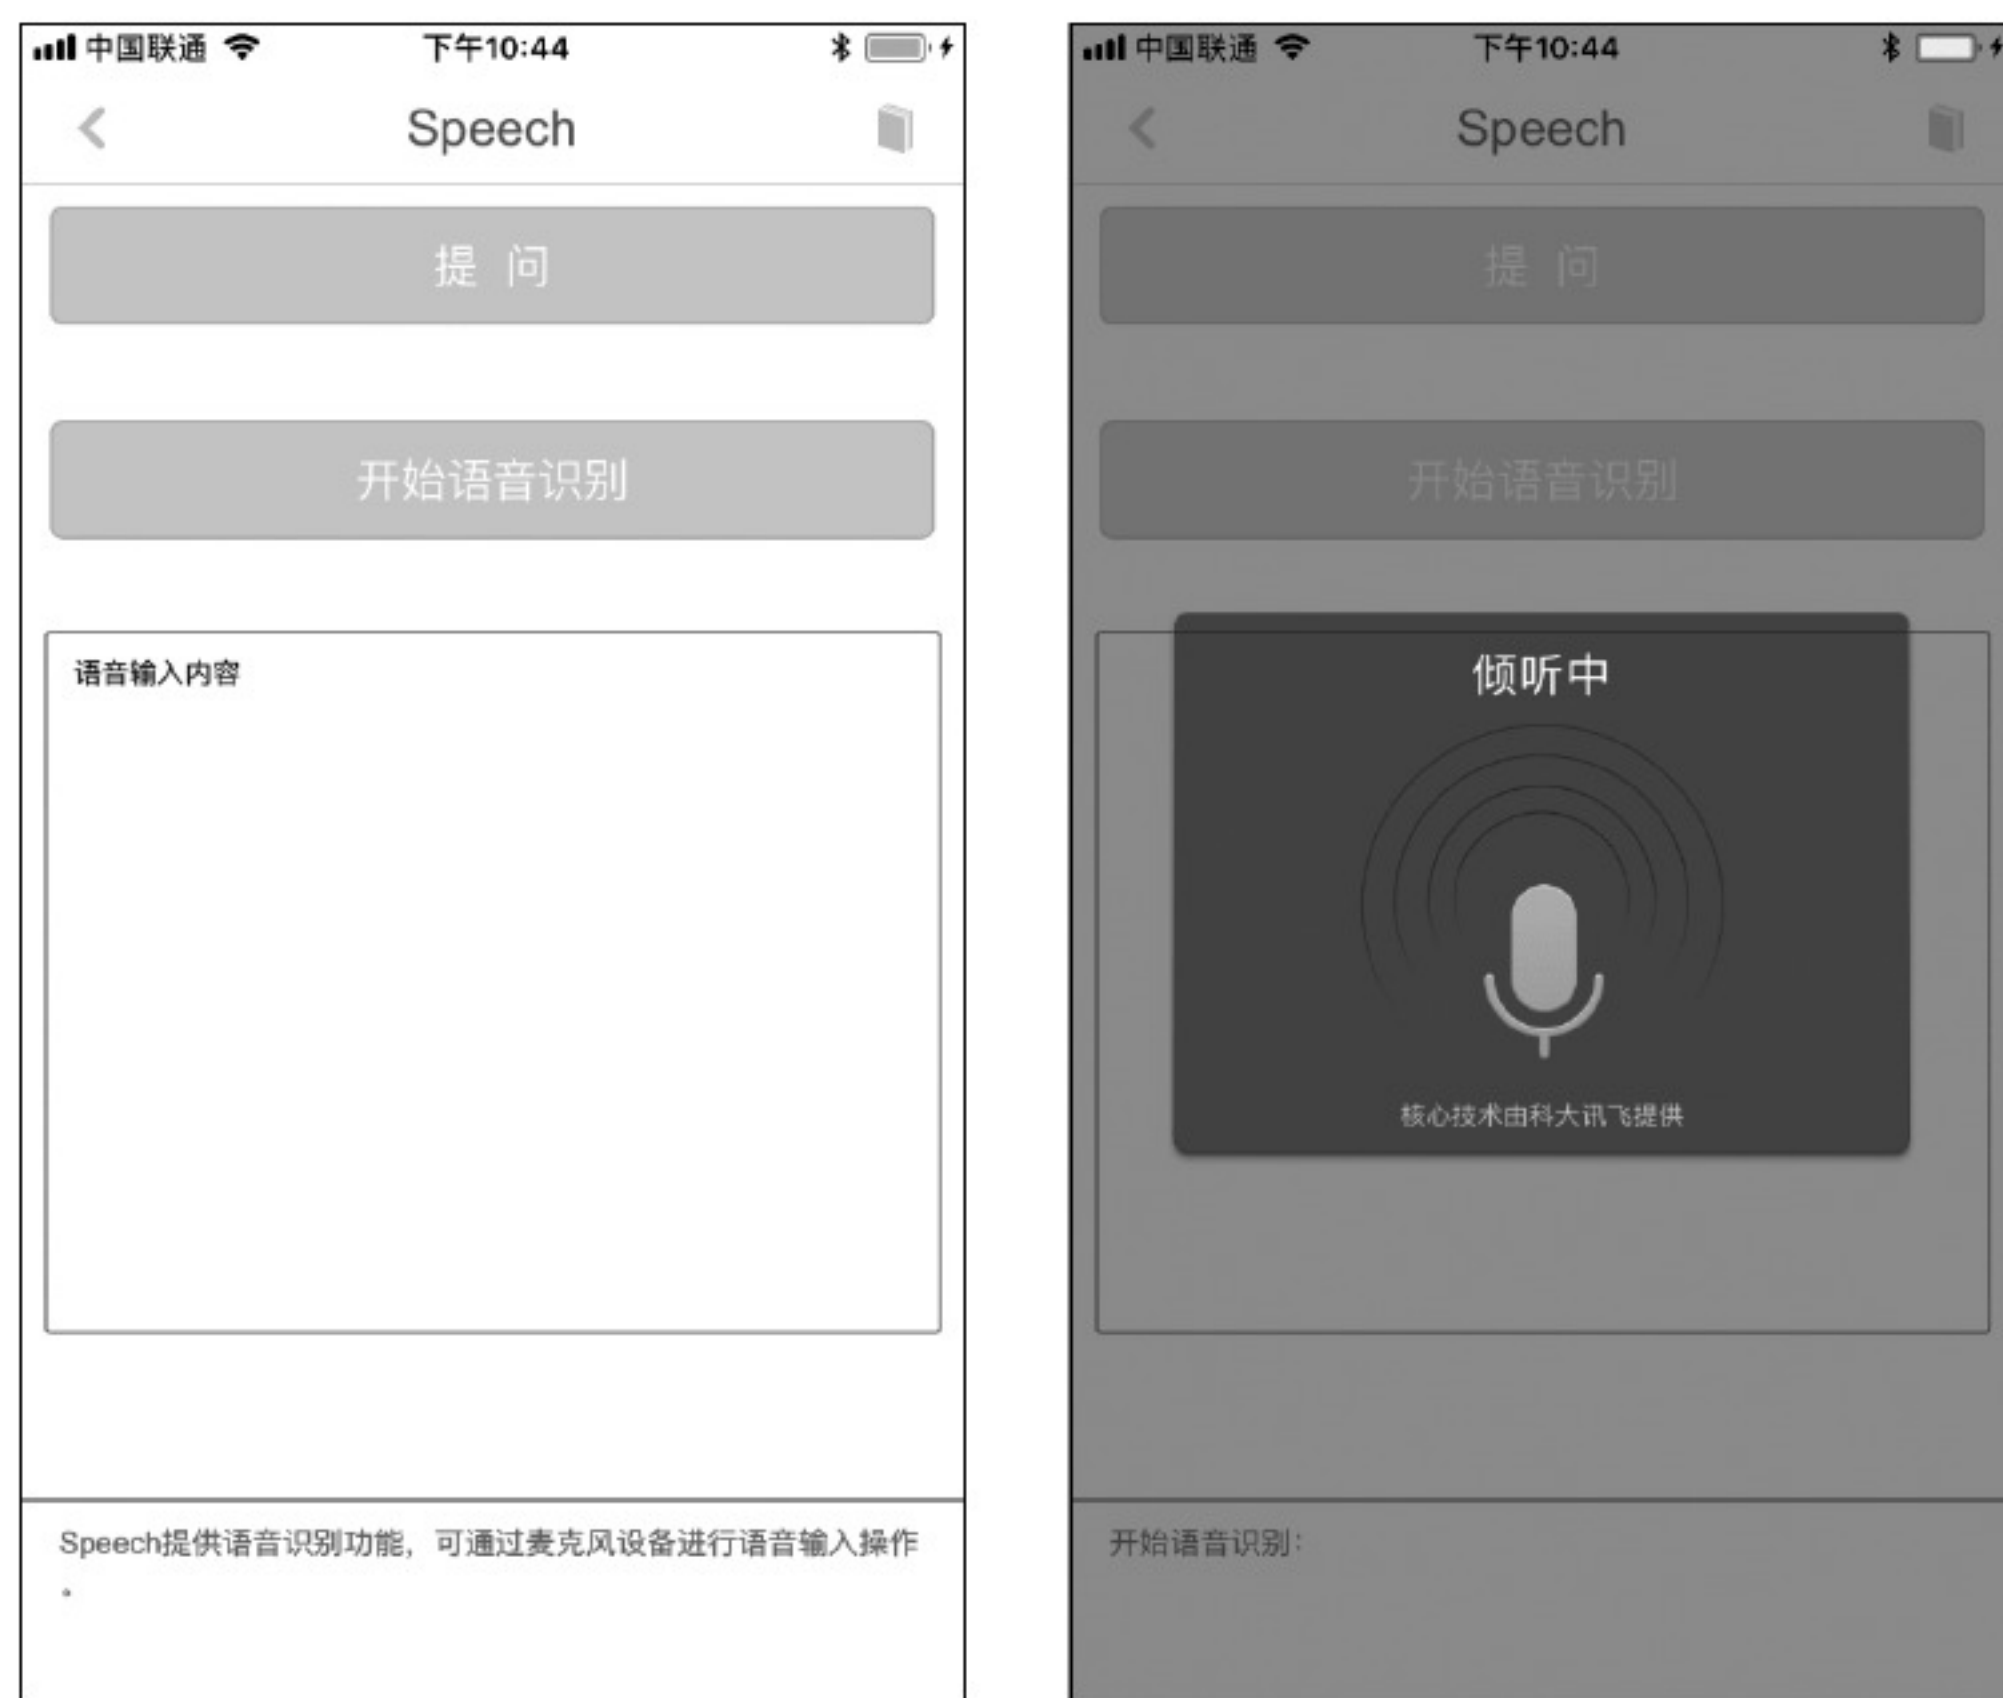 中国联通 下午10:44
Speech
提 问
开始语音识别
语音输入内容
Speech提供语音识别功能，可通过麦克风设备进行语音输入操作
。
中国联通 下午10:44
Speech
提 问
开始语音识别
倾听中
核心技术由科大讯飞提供
开始语音识别：